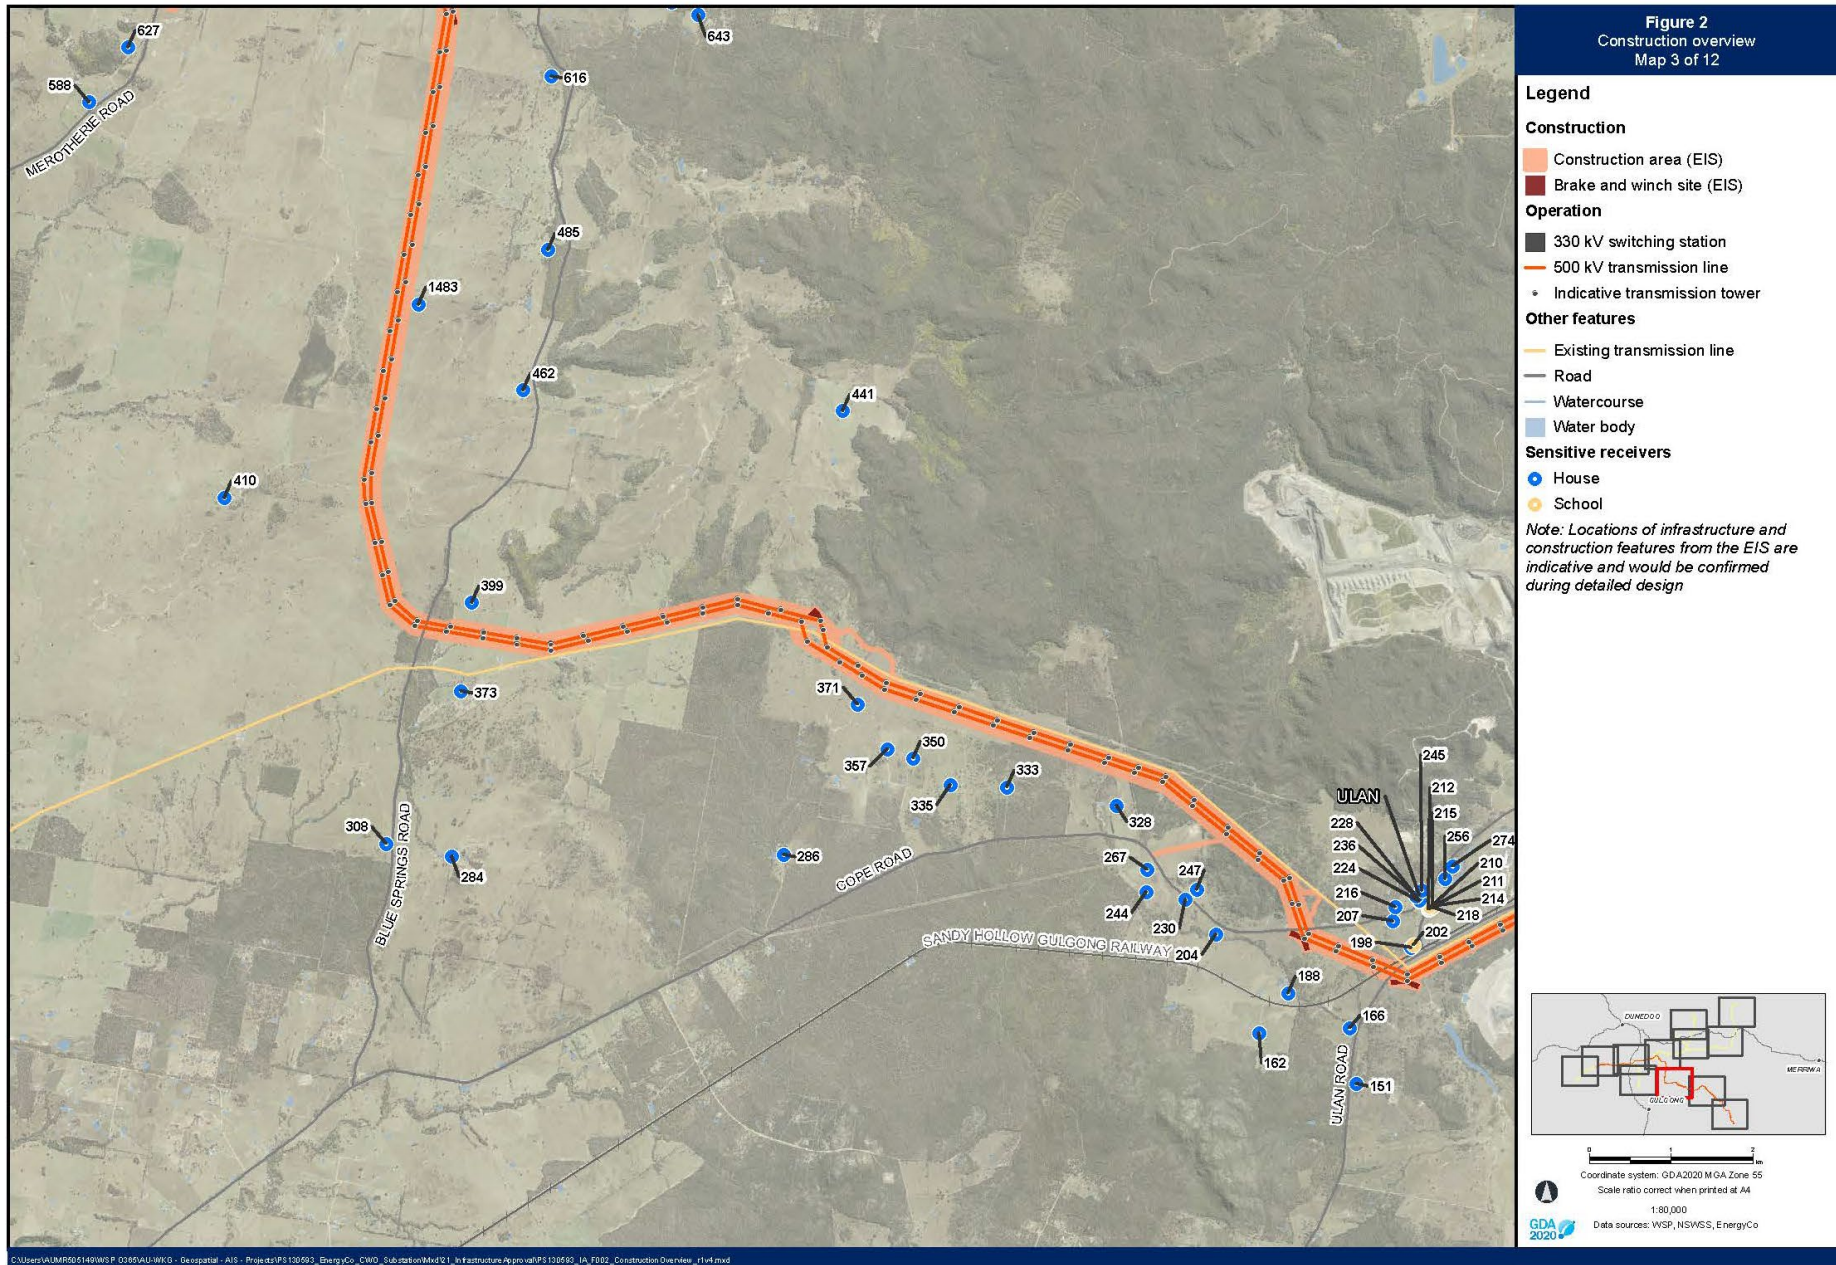 Figure 2
Construction overview
Map 3 of 12
Legend
Construction
Construction area (EIS)
Brake and winch site (EIS)
Operation
330 kV switching station
500 kV transmission line
Indicative transmission tower
Other features
Existing transmission line
Road
Watercourse
Water body
Sensitive receivers
House
School
Note: Locations of infrastructure and
construction features from the EIS are
indicative and would be confirmed
during detailed design
627
643
588
616
MEROTHERIE ROAD
485
1483
462
441
410
399
373
371
350
357
333
335
328
308
284
286
BLUE SPRINGS ROAD
COPE ROAD
267
247
244
230
SANDY HOLLOW GULGONG RAILWAY
204
188
166
162
151
ULAN ROAD
ULAN
245
212
215
228
256
274
236
210
224
211
216
214
207
218
198
202
DUNEDOO
MERRIWA
GULGONG
0 1 2
km
Coordinate system: GDA2020 MGA Zone 55
Scale ratio correct when printed at A4
1:80,000
GDA
2020
Data sources: WSP, NSWSS, EnergyCo